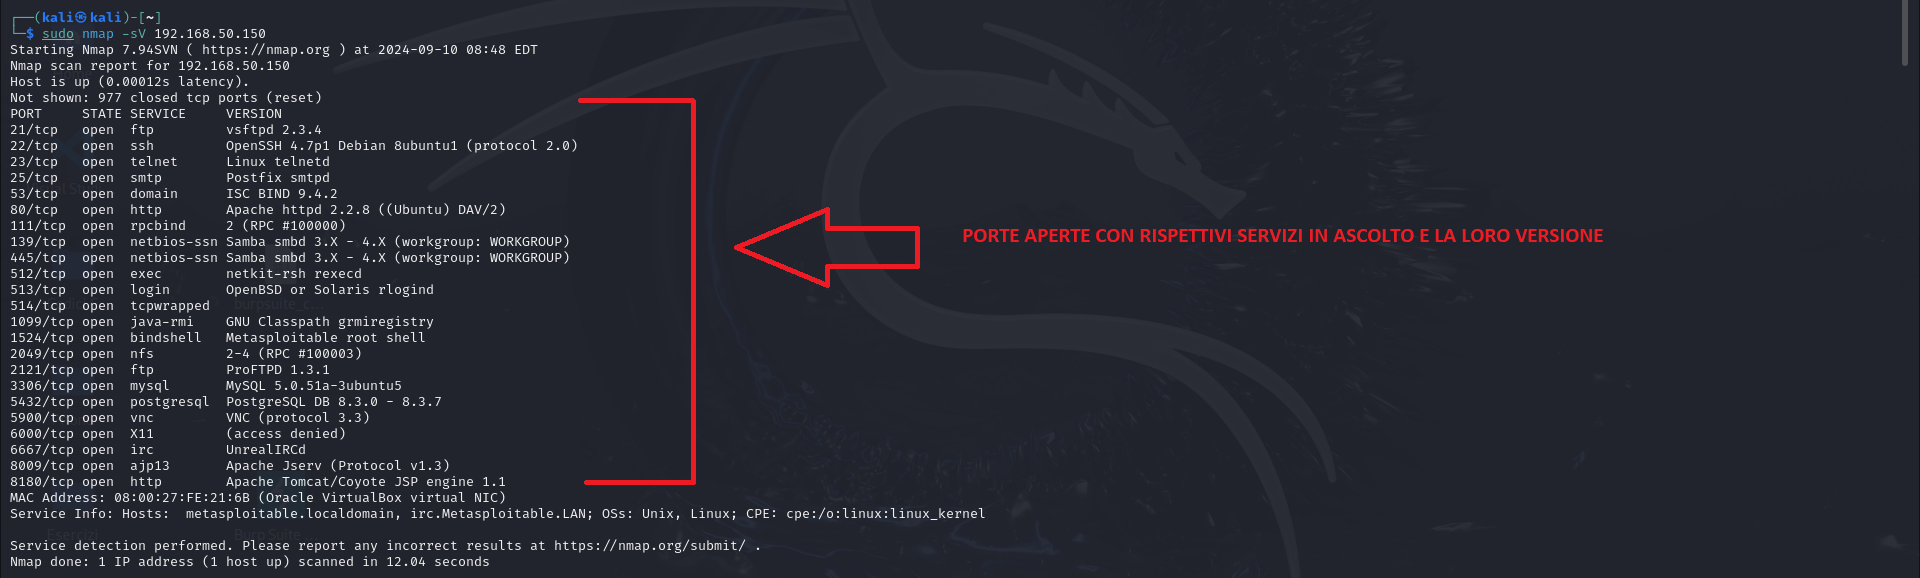 ┌──(kali㉿kali)-[~]
└─$ sudo nmap -sV 192.168.50.150
Starting Nmap 7.94SVN ( https://nmap.org ) at 2024-09-10 08:48 EDT
Nmap scan report for 192.168.50.150
Host is up (0.00012s latency).
Not shown: 977 closed tcp ports (reset)
PORT     STATE SERVICE     VERSION
21/tcp   open  ftp         vsftpd 2.3.4
22/tcp   open  ssh         OpenSSH 4.7p1 Debian 8ubuntu1 (protocol 2.0)
23/tcp   open  telnet      Linux telnetd
25/tcp   open  smtp        Postfix smtpd
53/tcp   open  domain      ISC BIND 9.4.2
80/tcp   open  http        Apache httpd 2.2.8 ((Ubuntu) DAV/2)
111/tcp  open  rpcbind     2 (RPC #100000)
139/tcp  open  netbios-ssn Samba smbd 3.X - 4.X (workgroup: WORKGROUP)
445/tcp  open  netbios-ssn Samba smbd 3.X - 4.X (workgroup: WORKGROUP)
512/tcp  open  exec        netkit-rsh rexecd
513/tcp  open  login       OpenBSD or Solaris rlogind
514/tcp  open  tcpwrapped
1099/tcp open  java-rmi    GNU Classpath grmiregistry
1524/tcp open  bindshell   Metasploitable root shell
2049/tcp open  nfs         2-4 (RPC #100003)
2121/tcp open  ftp         ProFTPD 1.3.1
3306/tcp open  mysql       MySQL 5.0.51a-3ubuntu5
5432/tcp open  postgresql  PostgreSQL DB 8.3.0 - 8.3.7
5900/tcp open  vnc         VNC (protocol 3.3)
6000/tcp open  X11         (access denied)
6667/tcp open  irc         UnrealIRCd
8009/tcp open  ajp13       Apache Jserv (Protocol v1.3)
8180/tcp open  http        Apache Tomcat/Coyote JSP engine 1.1
MAC Address: 08:00:27:FE:21:6B (Oracle VirtualBox virtual NIC)
Service Info: Hosts:  metasploitable.localdomain, irc.Metasploitable.LAN; OSs: Unix, Linux; CPE: cpe:/o:linux:linux_kernel
Service detection performed. Please report any incorrect results at https://nmap.org/submit/ .
Nmap done: 1 IP address (1 host up) scanned in 12.04 seconds
PORTE APERTE CON RISPETTIVI SERVIZI IN ASCOLTO E LA LORO VERSIONE